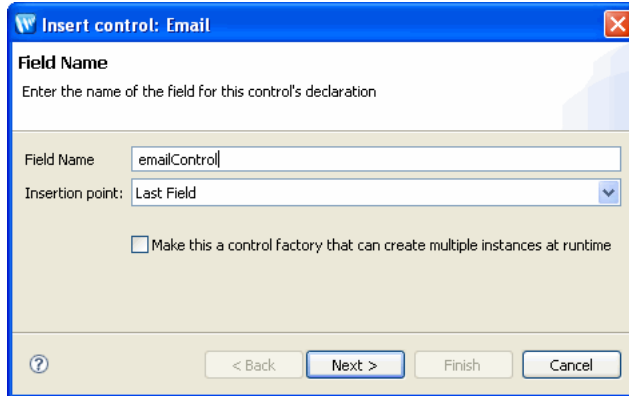 Insert control: Email
Field Name
Enter the name of the field for this control's declaration
Field Name emailControl
Insertion point: Last Field
Make this a control factory that can create multiple instances at runtime
? < Back Next > Finish Cancel